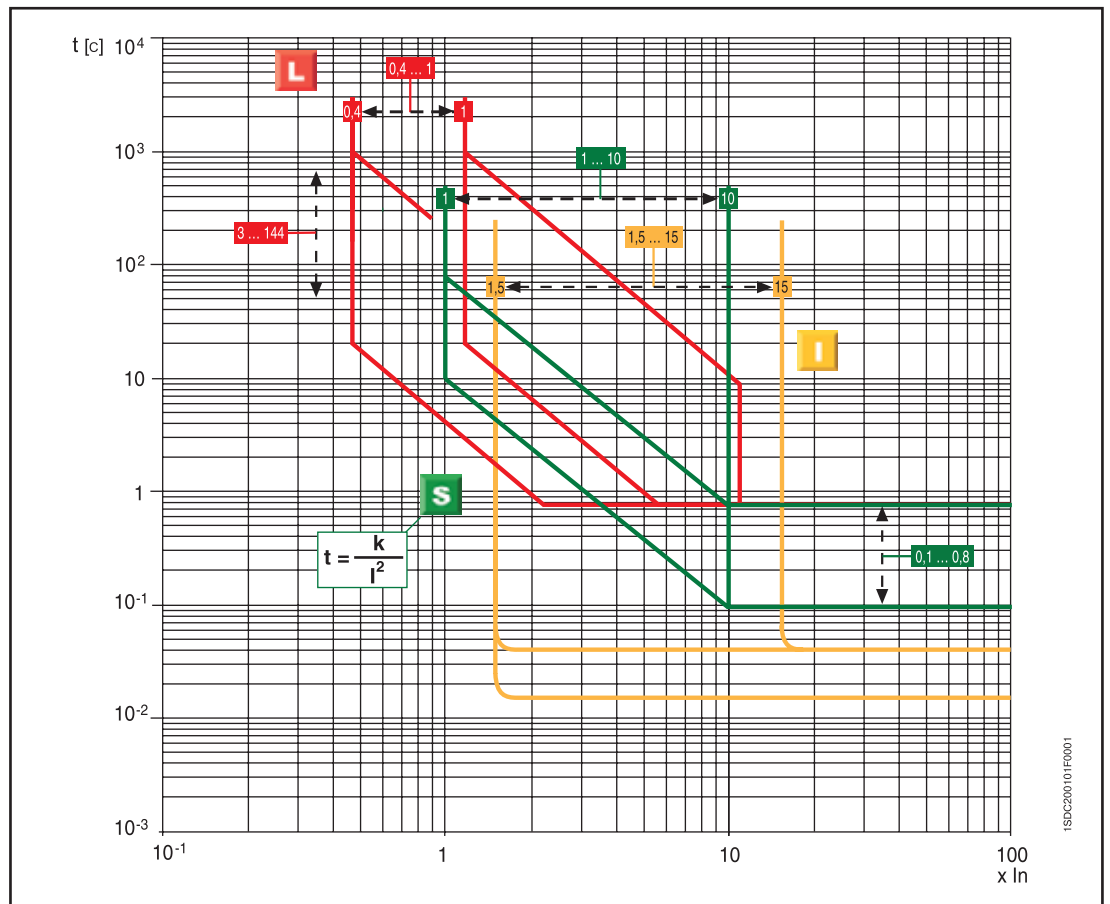 t [c]
10⁴
10³
10²
10
1
10⁻¹
10⁻²
10⁻³
L
0,4 ... 1
0,4
1
1 ... 10
1
10
3 ... 144
1,5 ... 15
1,5
15
I
S
t = k / I²
0,1 ... 0,8
10⁻¹
1
10
100
x In
1SDC200101F0001